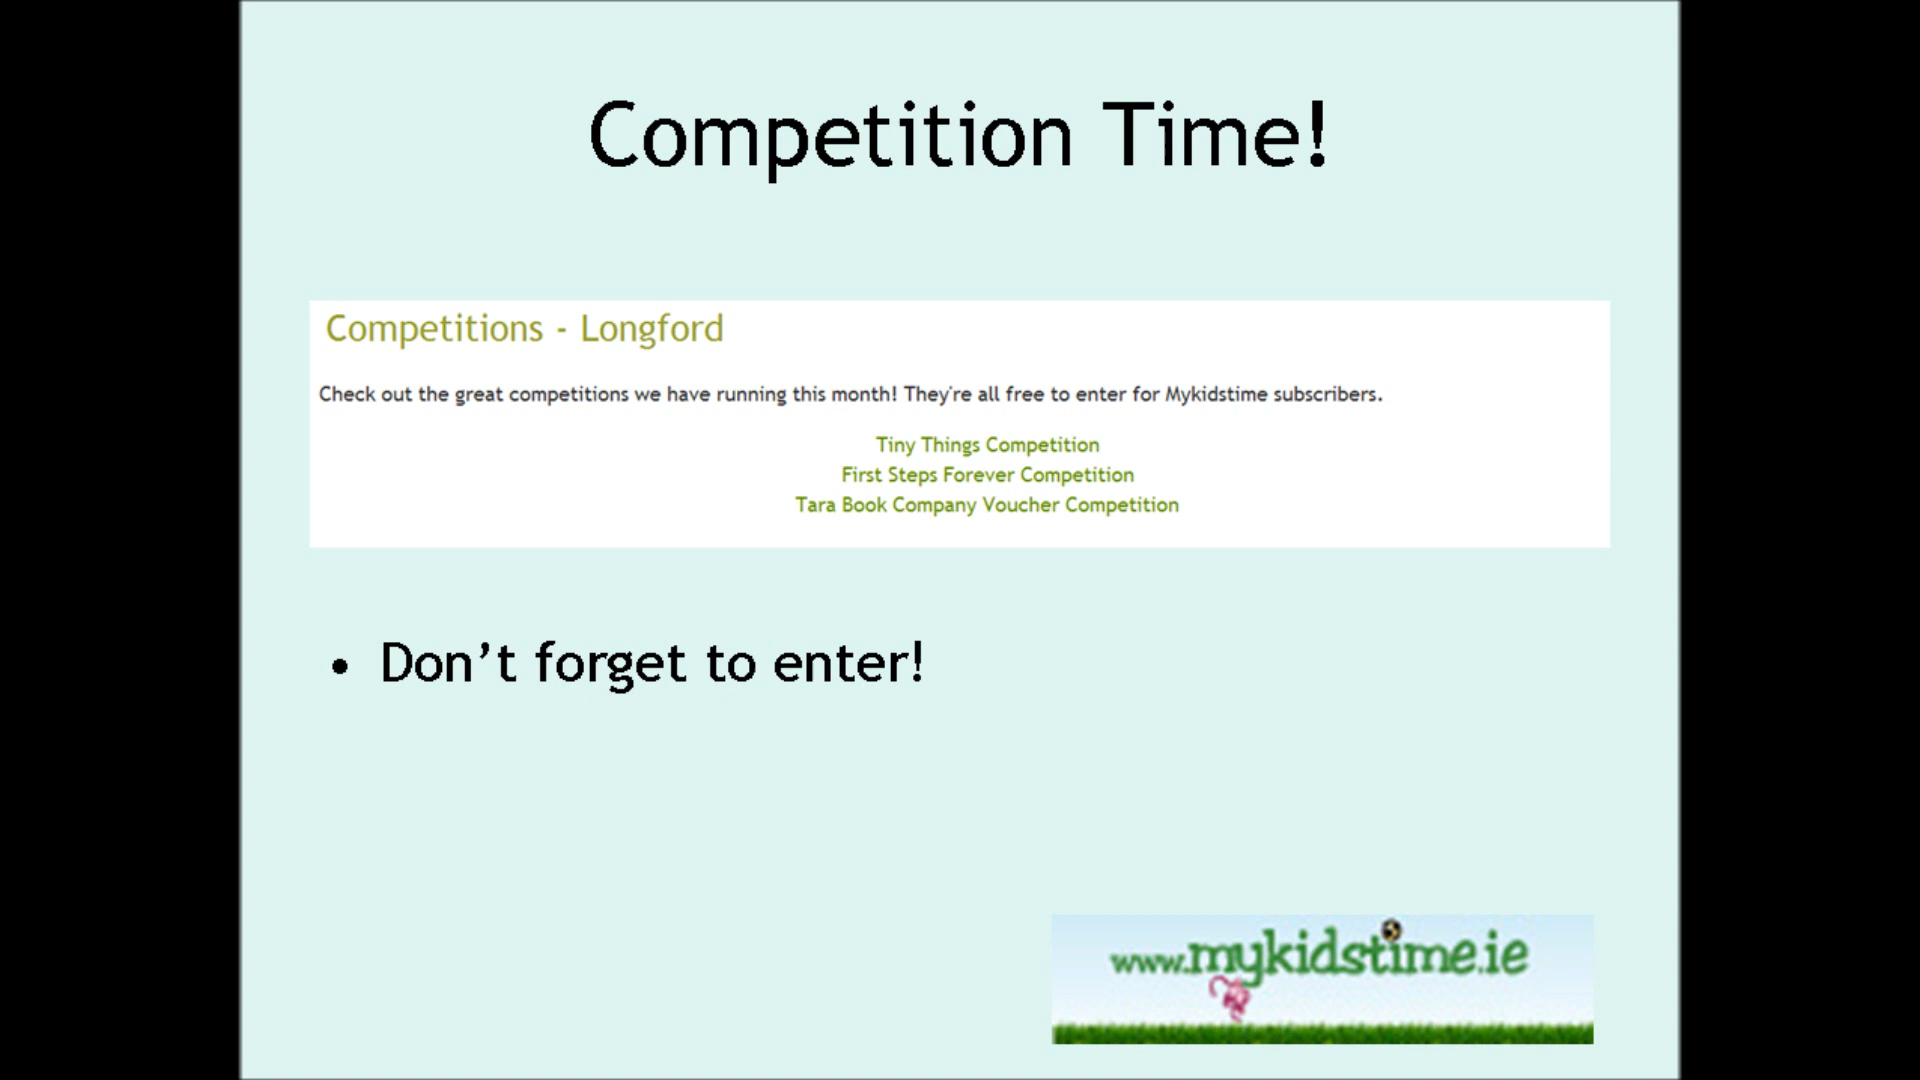 Competition Time!
Competitions - Longford
Check out the great competitions we have running this month! They're all free to enter for Mykidstime subscribers.
Tiny Things Competition
First Steps Forever Competition
Tara Book Company Voucher Competition
• Don’t forget to enter!
www.mykidstime.ie